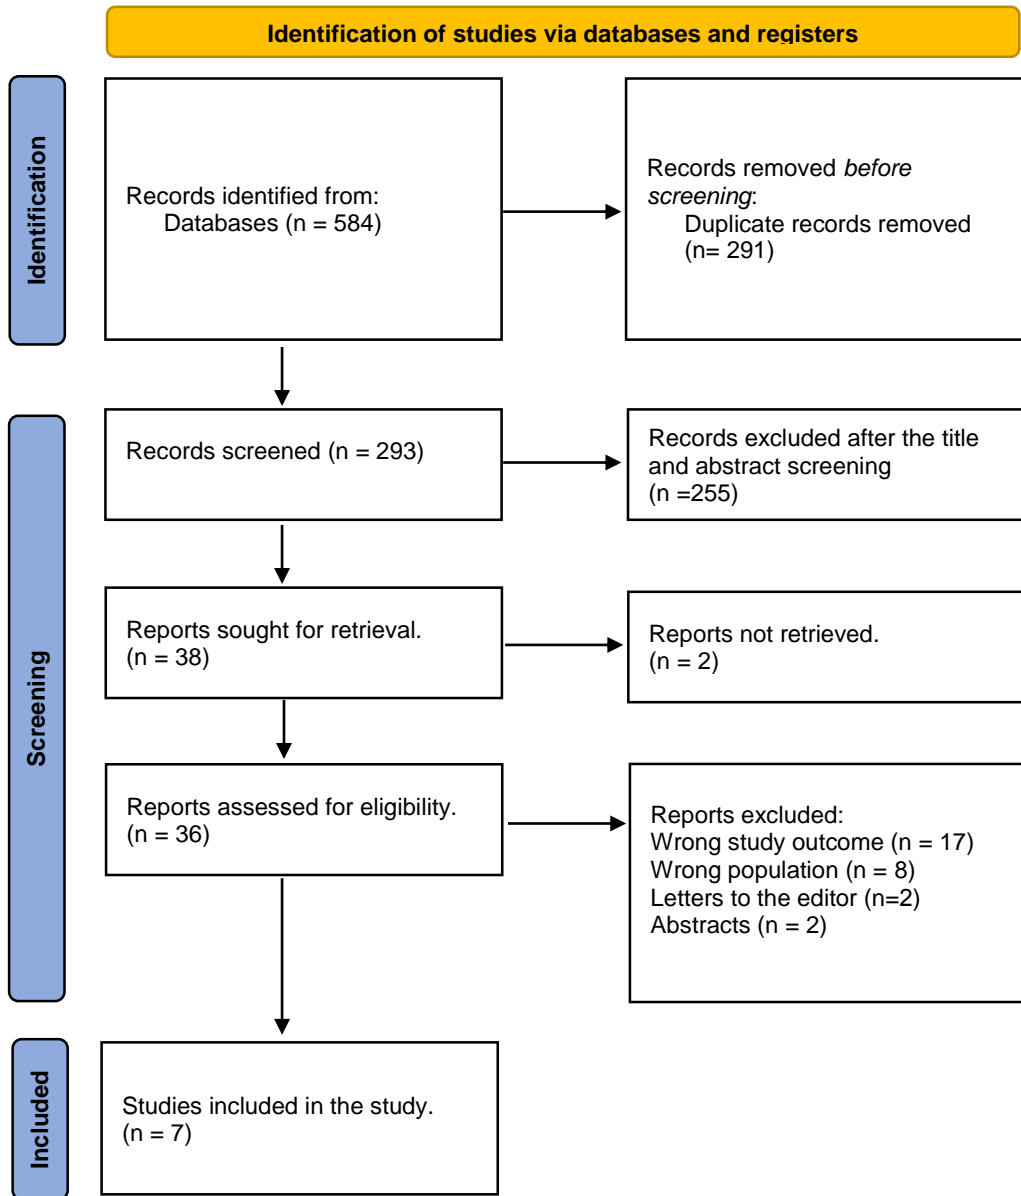 Identification of studies via databases and registers
Identification
Records identified from:
Databases (n = 584)
Records removed before
screening:
Duplicate records removed
(n= 291)
Screening
Records screened (n = 293)
Records excluded after the title
and abstract screening
(n =255)
Reports sought for retrieval.
(n = 38)
Reports not retrieved.
(n = 2)
Reports assessed for eligibility.
(n = 36)
Reports excluded:
Wrong study outcome (n = 17)
Wrong population (n = 8)
Letters to the editor (n=2)
Abstracts (n = 2)
Included
Studies included in the study.
(n = 7)